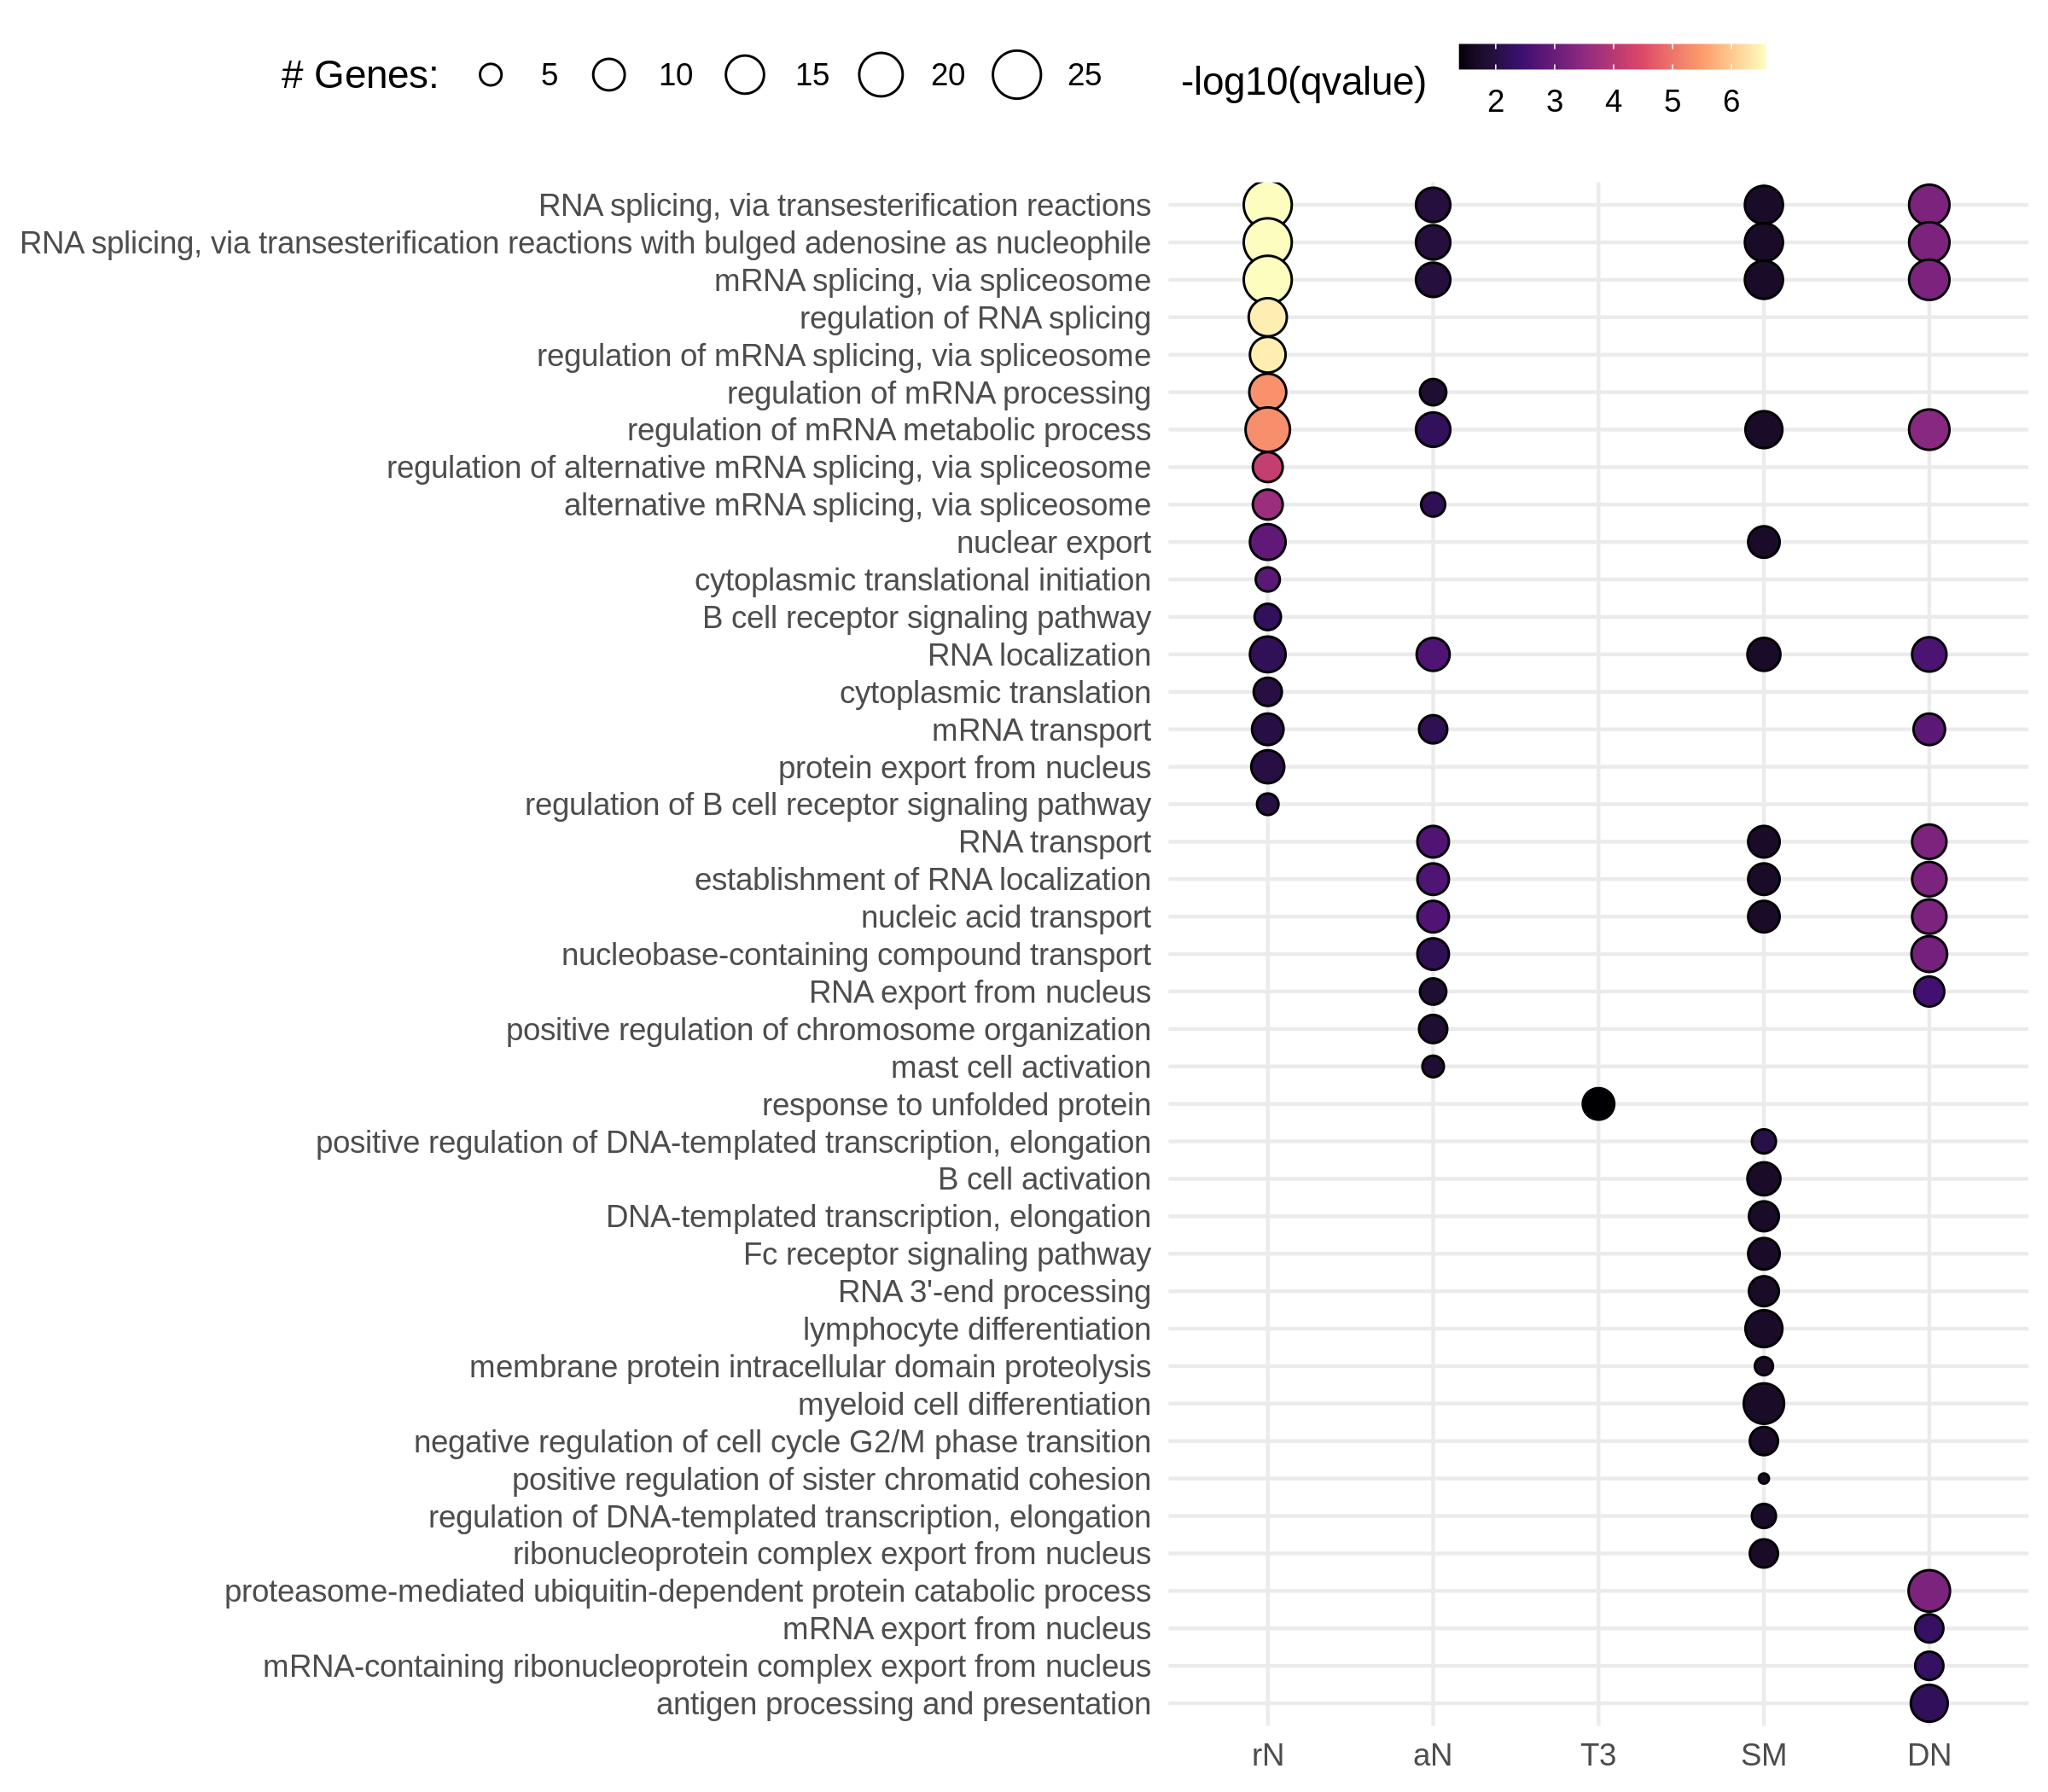 # Genes: 5 10 15 20 25
-log10(qvalue)
2 3 4 5 6
RNA splicing, via transesterification reactions
RNA splicing, via transesterification reactions with bulged adenosine as nucleophile
mRNA splicing, via spliceosome
regulation of RNA splicing
regulation of mRNA splicing, via spliceosome
regulation of mRNA processing
regulation of mRNA metabolic process
regulation of alternative mRNA splicing, via spliceosome
alternative mRNA splicing, via spliceosome
nuclear export
cytoplasmic translational initiation
B cell receptor signaling pathway
RNA localization
cytoplasmic translation
mRNA transport
protein export from nucleus
regulation of B cell receptor signaling pathway
RNA transport
establishment of RNA localization
nucleic acid transport
nucleobase-containing compound transport
RNA export from nucleus
positive regulation of chromosome organization
mast cell activation
response to unfolded protein
positive regulation of DNA-templated transcription, elongation
B cell activation
DNA-templated transcription, elongation
Fc receptor signaling pathway
RNA 3'-end processing
lymphocyte differentiation
membrane protein intracellular domain proteolysis
myeloid cell differentiation
negative regulation of cell cycle G2/M phase transition
positive regulation of sister chromatid cohesion
regulation of DNA-templated transcription, elongation
ribonucleoprotein complex export from nucleus
proteasome-mediated ubiquitin-dependent protein catabolic process
mRNA export from nucleus
mRNA-containing ribonucleoprotein complex export from nucleus
antigen processing and presentation
rN aN T3 SM DN